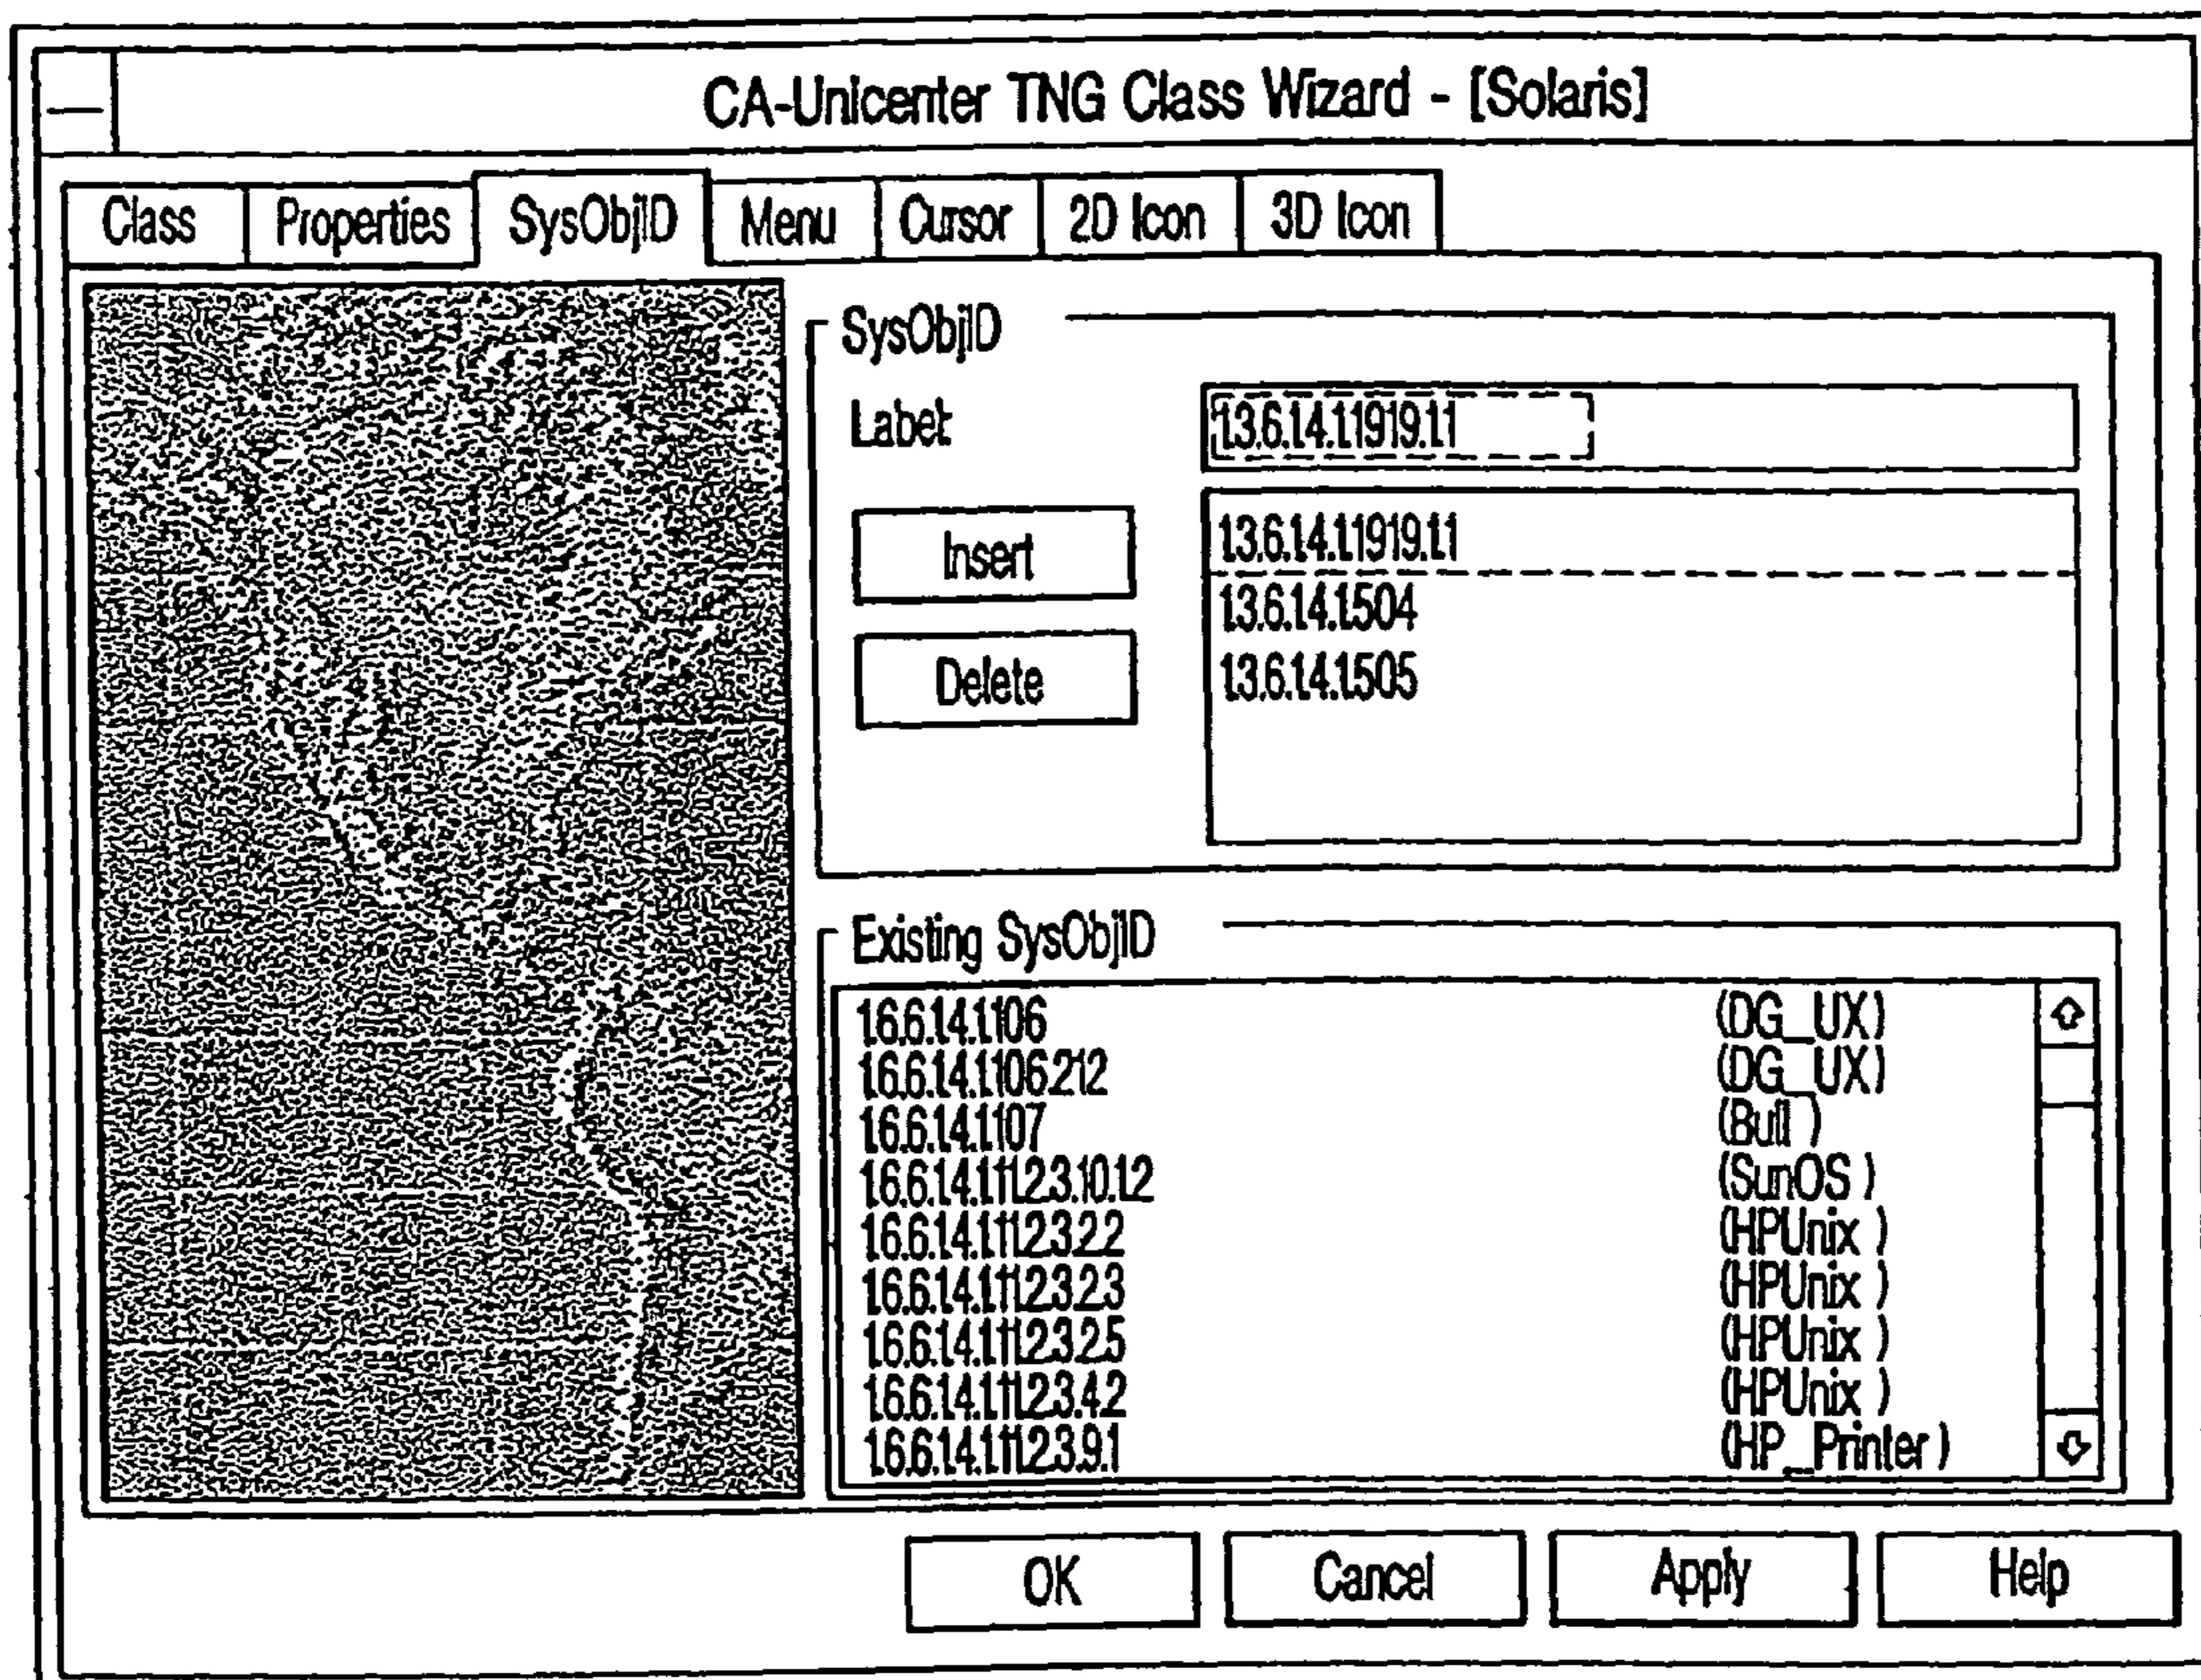 CA-Unicenter TNG Class Wizard - [Solaris]
Class Properties SysObjID Menu Cursor 2D Icon 3D Icon
SysObjID
Label: 1.3.6.1.4.1.1919.1.1
Insert
1.3.6.1.4.1.1919.1.1
1.3.6.1.4.1.504
Delete
1.3.6.1.4.1.505
Existing SysObjID
1.6.6.1.4.1.106 (DG_UX)
1.6.6.1.4.1.106.2.1.2 (DG_UX)
1.6.6.1.4.1.107 (Bull )
1.6.6.1.4.1.11.2.3.10.1.2 (SunOS )
1.6.6.1.4.1.11.2.3.2.2 (HPUnix )
1.6.6.1.4.1.11.2.3.2.3 (HPUnix )
1.6.6.1.4.1.11.2.3.2.5 (HPUnix )
1.6.6.1.4.1.11.2.3.4.2 (HPUnix )
1.6.6.1.4.1.11.2.3.9.1 (HP_Printer )
OK Cancel Apply Help